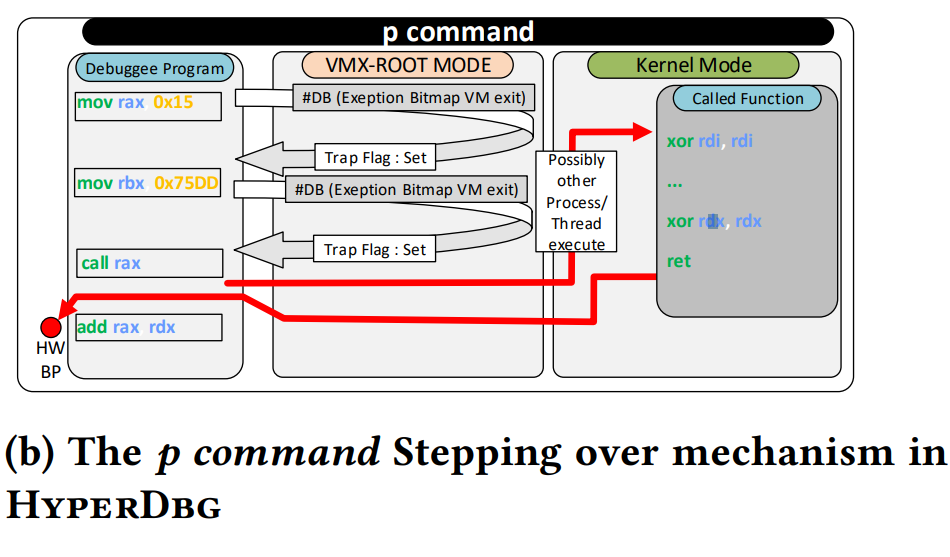 p command
Debuggee Program
VMX-ROOT MODE
Kernel Mode
mov rax 0x15
#DB (Exeption Bitmap VM exit)
Trap Flag : Set
mov rbx 0x75DD
#DB (Exeption Bitmap VM exit)
Trap Flag : Set
call rax
add rax rdx
HW
BP
Possibly
other
Process/
Thread
execute
Called Function
xor rdi, rdi
...
xor rdx, rdx
ret
(b) The p command Stepping over mechanism in
HYPERDBG